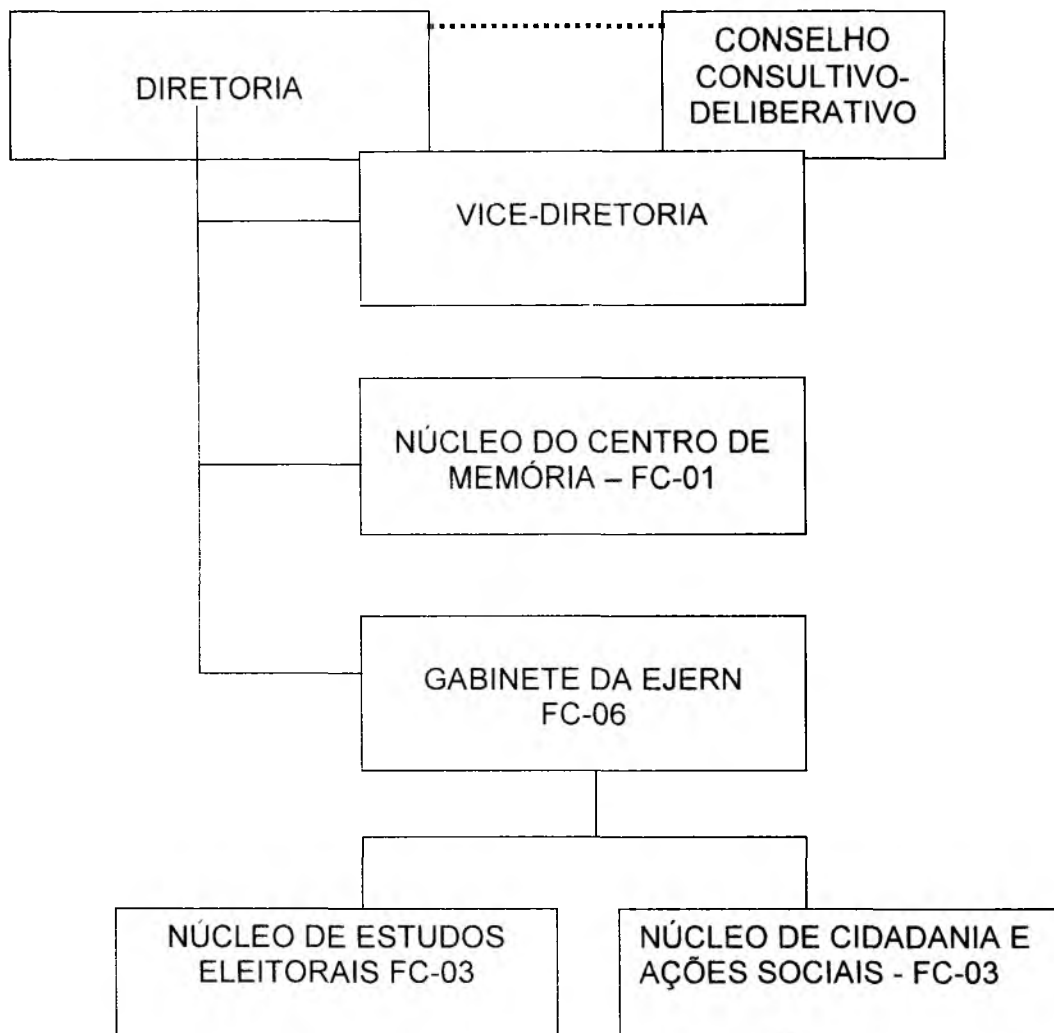 DIRETORIA
CONSELHO
CONSULTIVO-
DELIBERATIVO
VICE-DIRETORIA
NÚCLEO DO CENTRO DE
MEMÓRIA – FC-01
GABINETE DA EJERN
FC-06
NÚCLEO DE ESTUDOS
ELEITORAIS FC-03
NÚCLEO DE CIDADANIA E
AÇÕES SOCIAIS - FC-03